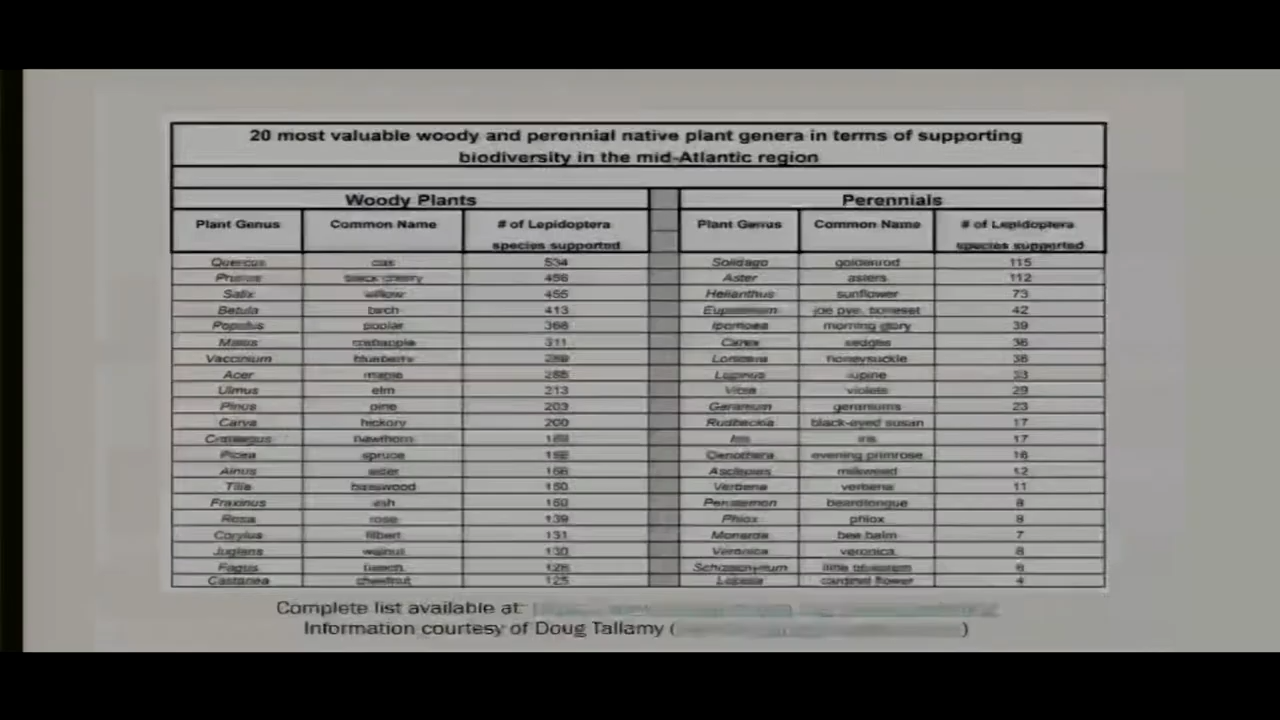 20 most valuable woody and perennial native plant genera in terms of supporting
biodiversity in the mid-Atlantic region
Woody Plants Perennials
Plant Genus Common Name # of Lepidoptera species supported Plant Genus Common Name # of Lepidoptera species supported
Quercus 534 Solidago goldenrod 115
Prunus black cherry 456 Aster asters 112
Salix willow 455 Helianthus sunflower 73
Betula birch 413 Eupatorium joe pye, boneset 42
Populus poplar 368 Ipomoea morning glory 39
Malus crabapple 311 Carex sedges 36
Vaccinium blueberry Lonicera honeysuckle 36
Acer maple Lupinus lupine 33
Ulmus elm 213 Viola violets 29
Pinus pine 203 Geranium geraniums 23
Carya hickory 200 Rudbeckia black-eyed susan 17
Crataegus hawthorn Iris iris 17
Picea spruce Oenothera evening primrose 16
Alnus alder Asclepias milkweed 12
Tilia basswood 150 Verbena verbena 11
Fraxinus ash 150 Penstemon beardtongue 8
Rosa rose 139 Phlox phlox 8
Corylus filbert 131 Monarda bee balm 7
Juglans walnut 130 Veronica veronica 6
Fagus beech 126 little bluestem 6
Castanea chestnut 125 Lobelia cardinal flower 4
Complete list available at:
Information courtesy of Doug Tallamy ( )